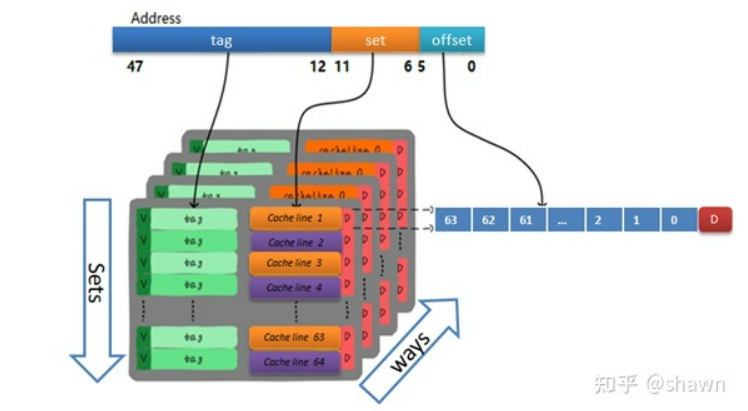 Address
tag set offset
47 12 11 6 5 0
V tag cacheline 0 D
V tag cacheline 0 D
V tag cacheline 0 D
V tag Cache line 1 D
V tag Cache line 2 D
V tag Cache line 3 D
V tag Cache line 4 D
V tag Cache line 63 D
V tag Cache line 64 D
63 62 61 ... 2 1 0 D
Sets
ways
知乎 @shawn